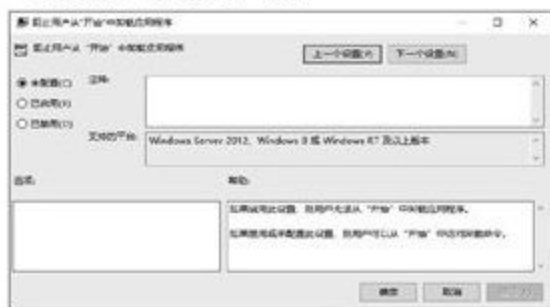 阻止用户从"开始"中卸载应用程序
阻止用户从"开始"中卸载应用程序
上一个设置(P)
下一个设置(N)
未配置(C)
注释:
已启用(E)
已禁用(D)
支持的平台:
Windows Server 2012、Windows 8 或 Windows RT 及以上版本
选项:
帮助:
如果启用此设置，则用户无法从"开始"中卸载应用程序。
如果禁用或未配置此设置，则用户可以从"开始"中访问卸载命令。
确定
取消